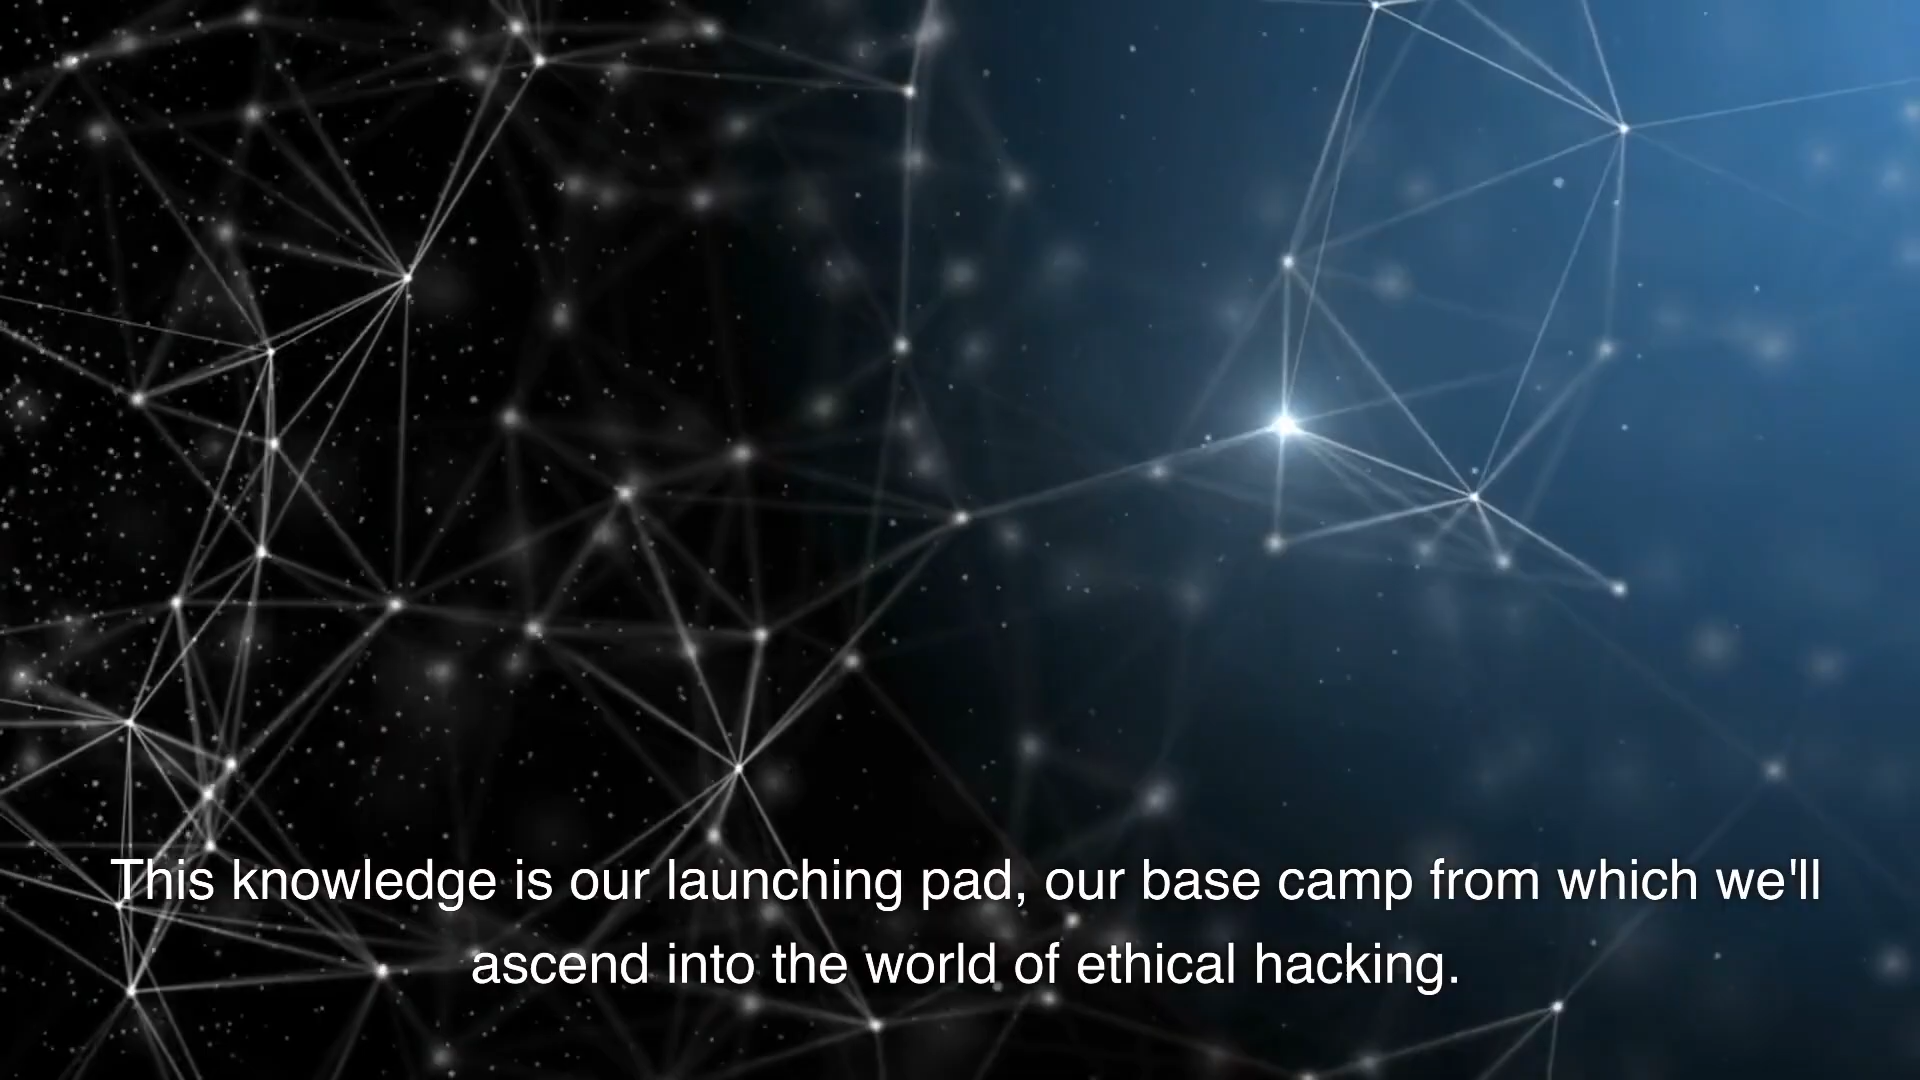 This knowledge is our launching pad, our base camp from which we'll
ascend into the world of ethical hacking.